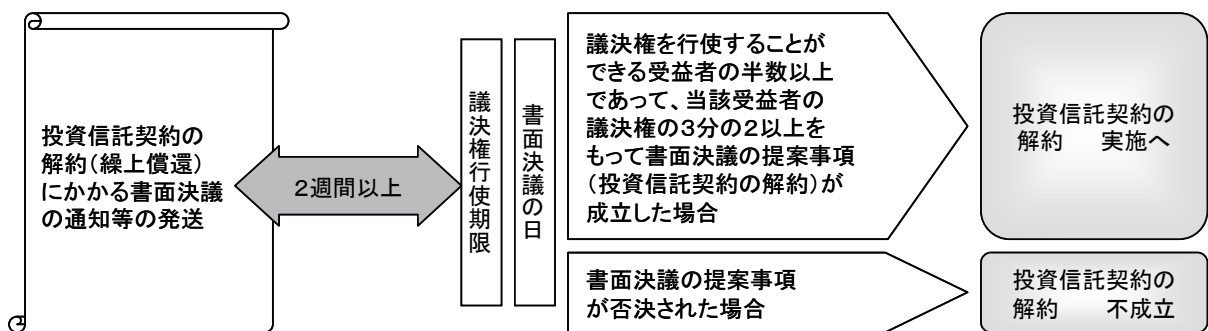 投資信託契約の
解約(繰上償還)
にかかる書面決議
の通知等の発送
2週間以上
議決権行使期限
書面決議の日
議決権を行使することが
できる受益者の半数以上
であって、当該受益者の
議決権の3分の2以上を
もって書面決議の提案事項
(投資信託契約の解約)が
成立した場合
投資信託契約の
解約　実施へ
書面決議の提案事項
が否決された場合
投資信託契約の
解約　不成立